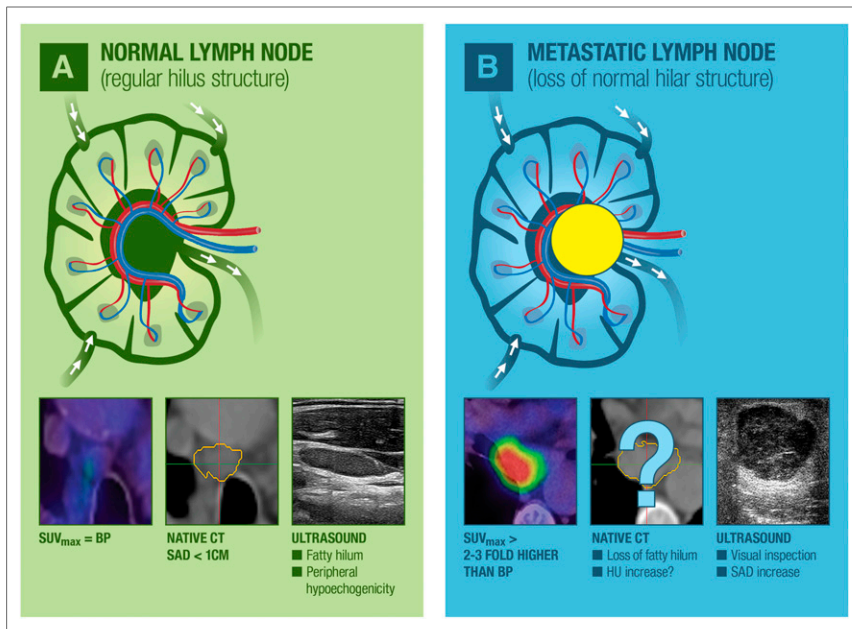 A
NORMAL LYMPH NODE
(regular hilus structure)
SUVmax = BP
NATIVE CT
SAD < 1CM
ULTRASOUND
Fatty hilum
Peripheral
hypoechogenicity
B
METASTATIC LYMPH NODE
(loss of normal hilar structure)
?
SUVmax >
2-3 FOLD HIGHER
THAN BP
NATIVE CT
Loss of fatty hilum
HU increase?
ULTRASOUND
Visual inspection
SAD increase